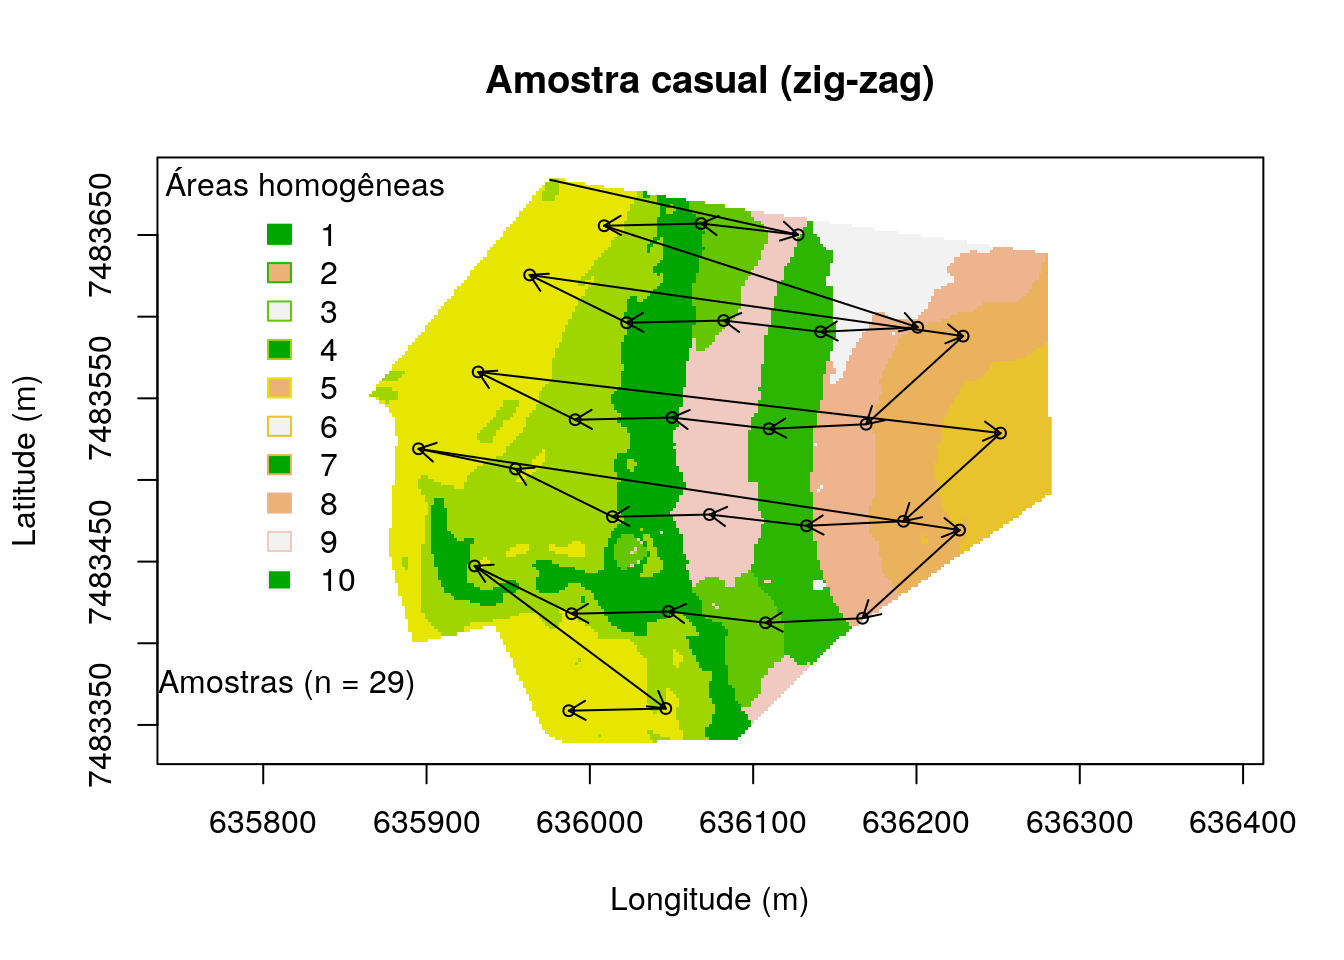 Amostra casual (zig-zag)
Áreas homogêneas
1
2
3
4
5
6
7
8
9
10
Amostras (n = 29)
Latitude (m)
7483650
7483550
7483450
7483350
635800 635900 636000 636100 636200 636300 636400
Longitude (m)